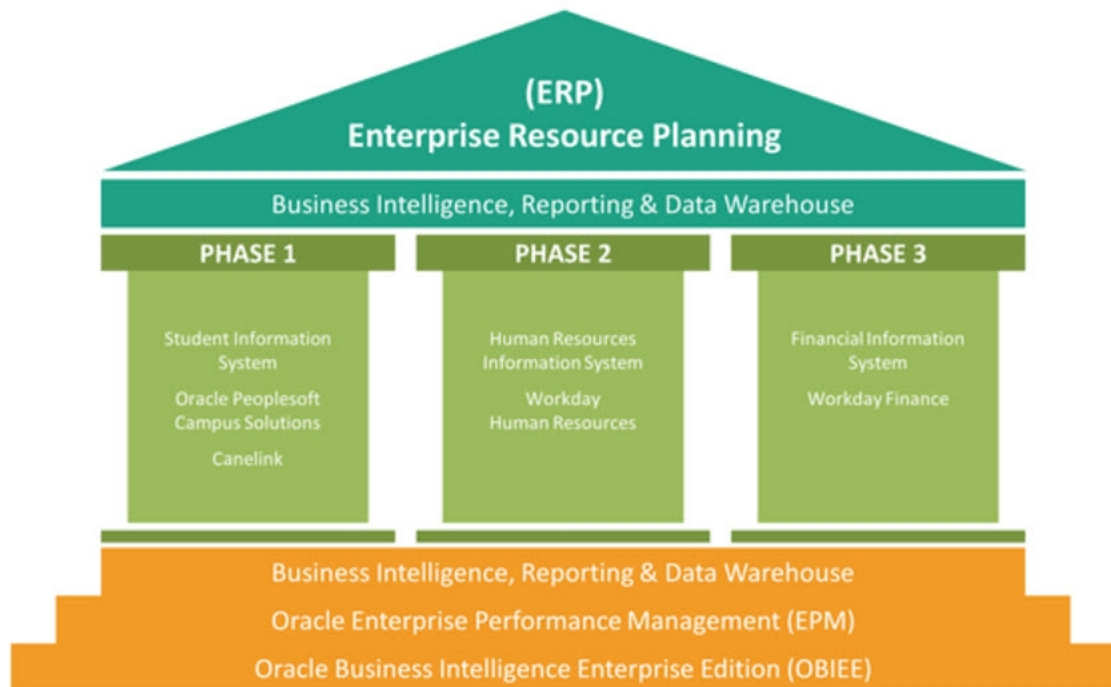 (ERP)
Enterprise Resource Planning
Business Intelligence, Reporting & Data Warehouse
PHASE 1
Student Information
System
Oracle Peoplesoft
Campus Solutions
Canelink
PHASE 2
Human Resources
Information System
Workday
Human Resources
PHASE 3
Financial Information
System
Workday Finance
Business Intelligence, Reporting & Data Warehouse
Oracle Enterprise Performance Management (EPM)
Oracle Business Intelligence Enterprise Edition (OBIEE)